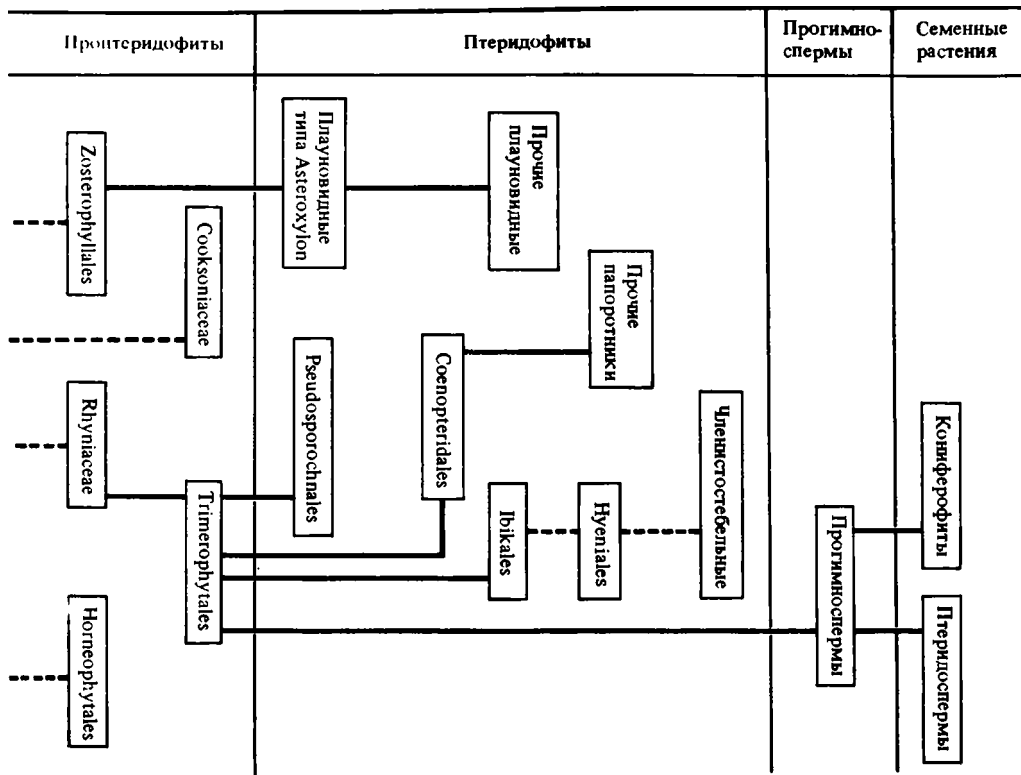 Проптеридофиты
Птеридофиты
Прогимно-
спермы
Семенные
растения
Zosterophyllales
Cooksoniaceae
Rhyniaceae
Trimerophytales
Horneophytales
Плауновидные
типа Asteroxylon
Pseudosporochnales
Coenopteridales
Прочие
плауновидные
Ibikales
Прочие
папоротники
Hyeniales
Членистостебельные
Прогимноспермы
Кониферофиты
Птеридоспермы